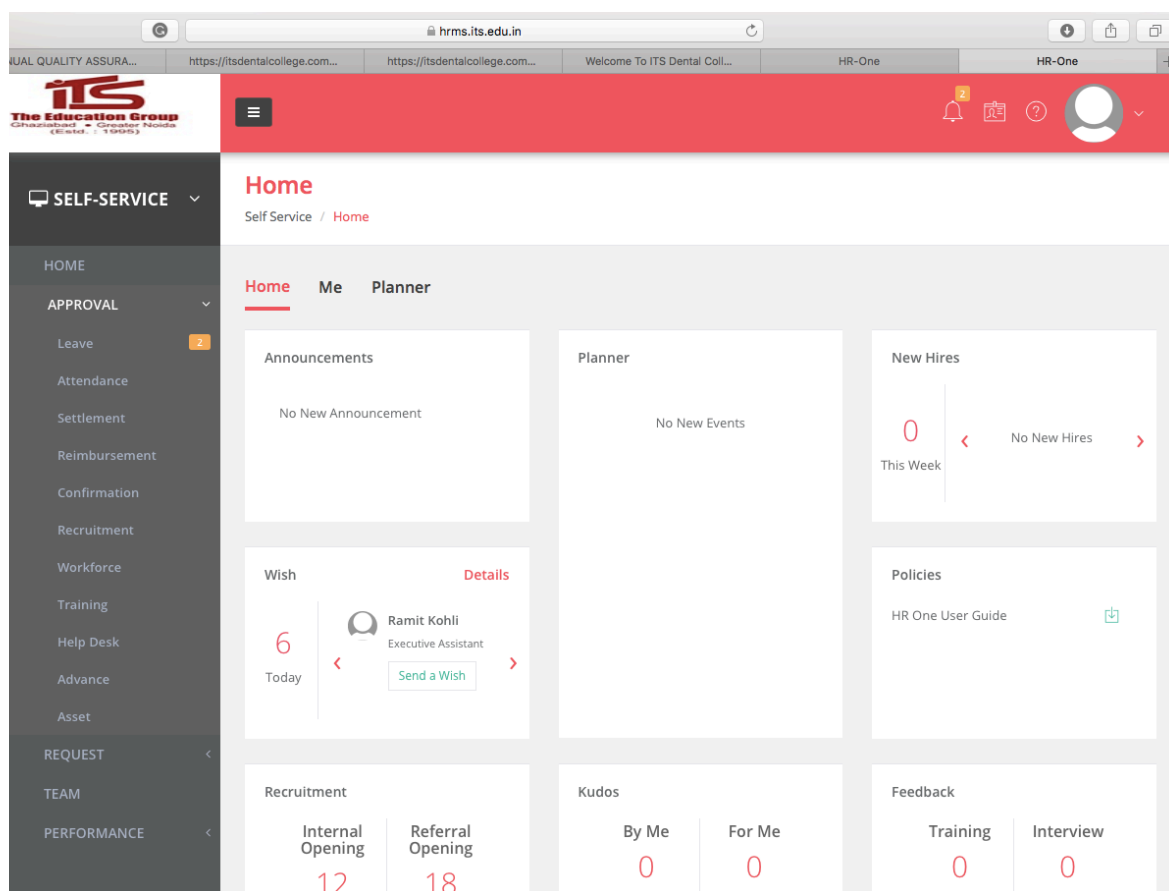 hrms.its.edu.in
NUAL QUALITY ASSURA...
https://itsdentalcollege.com...
https://itsdentalcollege.com...
Welcome To ITS Dental Coll...
HR-One
HR-One
iTS
The Education Group
Ghaziabad • Greater Noida
(Estd. : 1995)
2
SELF-SERVICE
Home
Self Service / Home
HOME
APPROVAL
Leave 2
Attendance
Settlement
Reimbursement
Confirmation
Recruitment
Workforce
Training
Help Desk
Advance
Asset
REQUEST
TEAM
PERFORMANCE
Home Me Planner
Announcements
No New Announcement
Planner
No New Events
New Hires
0
This Week
No New Hires
Wish Details
6
Today
Ramit Kohli
Executive Assistant
Send a Wish
Policies
HR One User Guide
Recruitment
Internal Opening
12
Referral Opening
18
Kudos
By Me
0
For Me
0
Feedback
Training
0
Interview
0